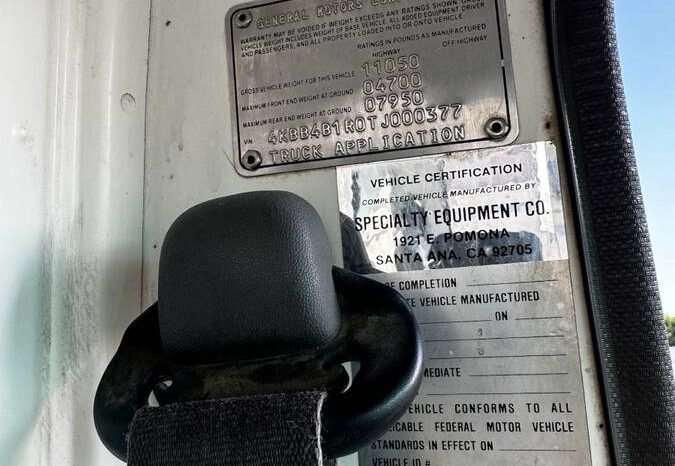 GENERAL MOTORS
WARRANTY MAY BE VOIDED IF WEIGHT EXCEEDS ANY RATINGS SHOWN.
VEHICLE WEIGHT INCLUDES WEIGHT OF BASE VEHICLE, ALL ADDED EQUIPMENT, DRIVER
AND PASSENGERS, AND ALL PROPERTY LOADED INTO OR ONTO VEHICLE
RATINGS IN POUNDS AS MANUFACTURED
HIGHWAY OFF HIGHWAY
GROSS VEHICLE WEIGHT FOR THIS VEHICLE 11050
MAXIMUM FRONT END WEIGHT AT GROUND 04700
MAXIMUM REAR END WEIGHT AT GROUND 07950
VIN 4KBB4B1R0TJ000377
TRUCK APPLICATION
VEHICLE CERTIFICATION
COMPLETED VEHICLE MANUFACTURED BY
SPECIALTY EQUIPMENT CO.
1921 E. POMONA
SANTA ANA, CA 92705
OF COMPLETION
VEHICLE MANUFACTURED
ON
VEHICLE CONFORMS TO ALL
FEDERAL MOTOR VEHICLE
STANDARDS IN EFFECT ON
VEHICLE ID #